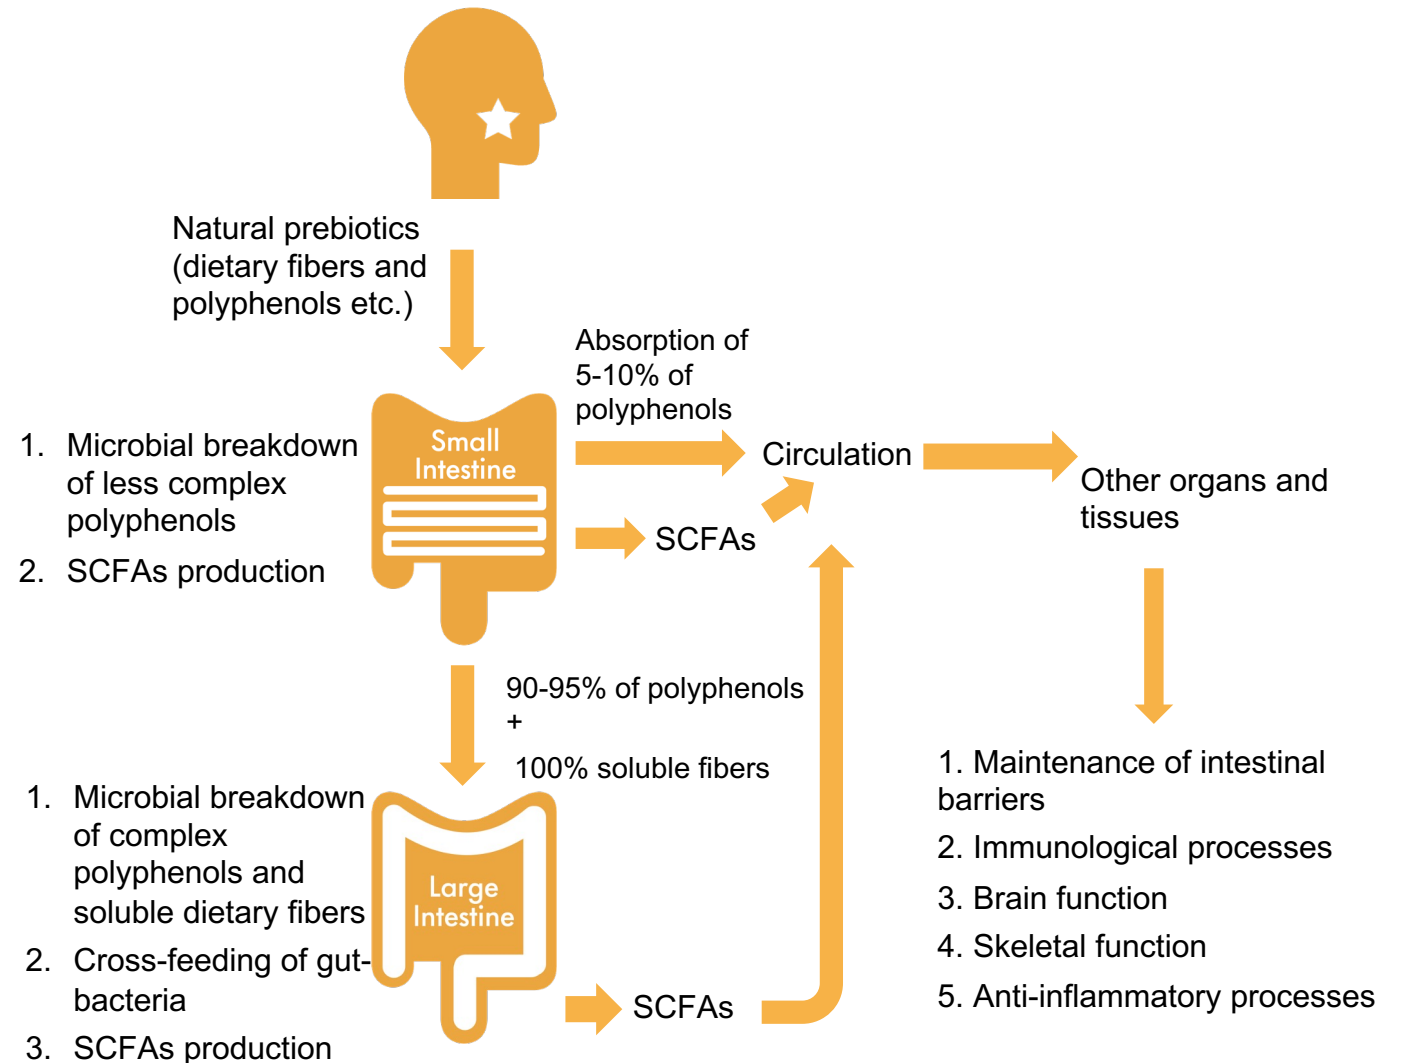 Natural prebiotics
(dietary fibers and
polyphenols etc.)
Absorption of
5-10% of
polyphenols
1. Microbial breakdown
of less complex
polyphenols
2. SCFAs production
Small
Intestine
Circulation
SCFAs
Other organs and
tissues
90-95% of polyphenols
+
100% soluble fibers
1. Microbial breakdown
of complex
polyphenols and
soluble dietary fibers
2. Cross-feeding of gut-
bacteria
3. SCFAs production
Large
Intestine
SCFAs
1. Maintenance of intestinal
barriers
2. Immunological processes
3. Brain function
4. Skeletal function
5. Anti-inflammatory processes